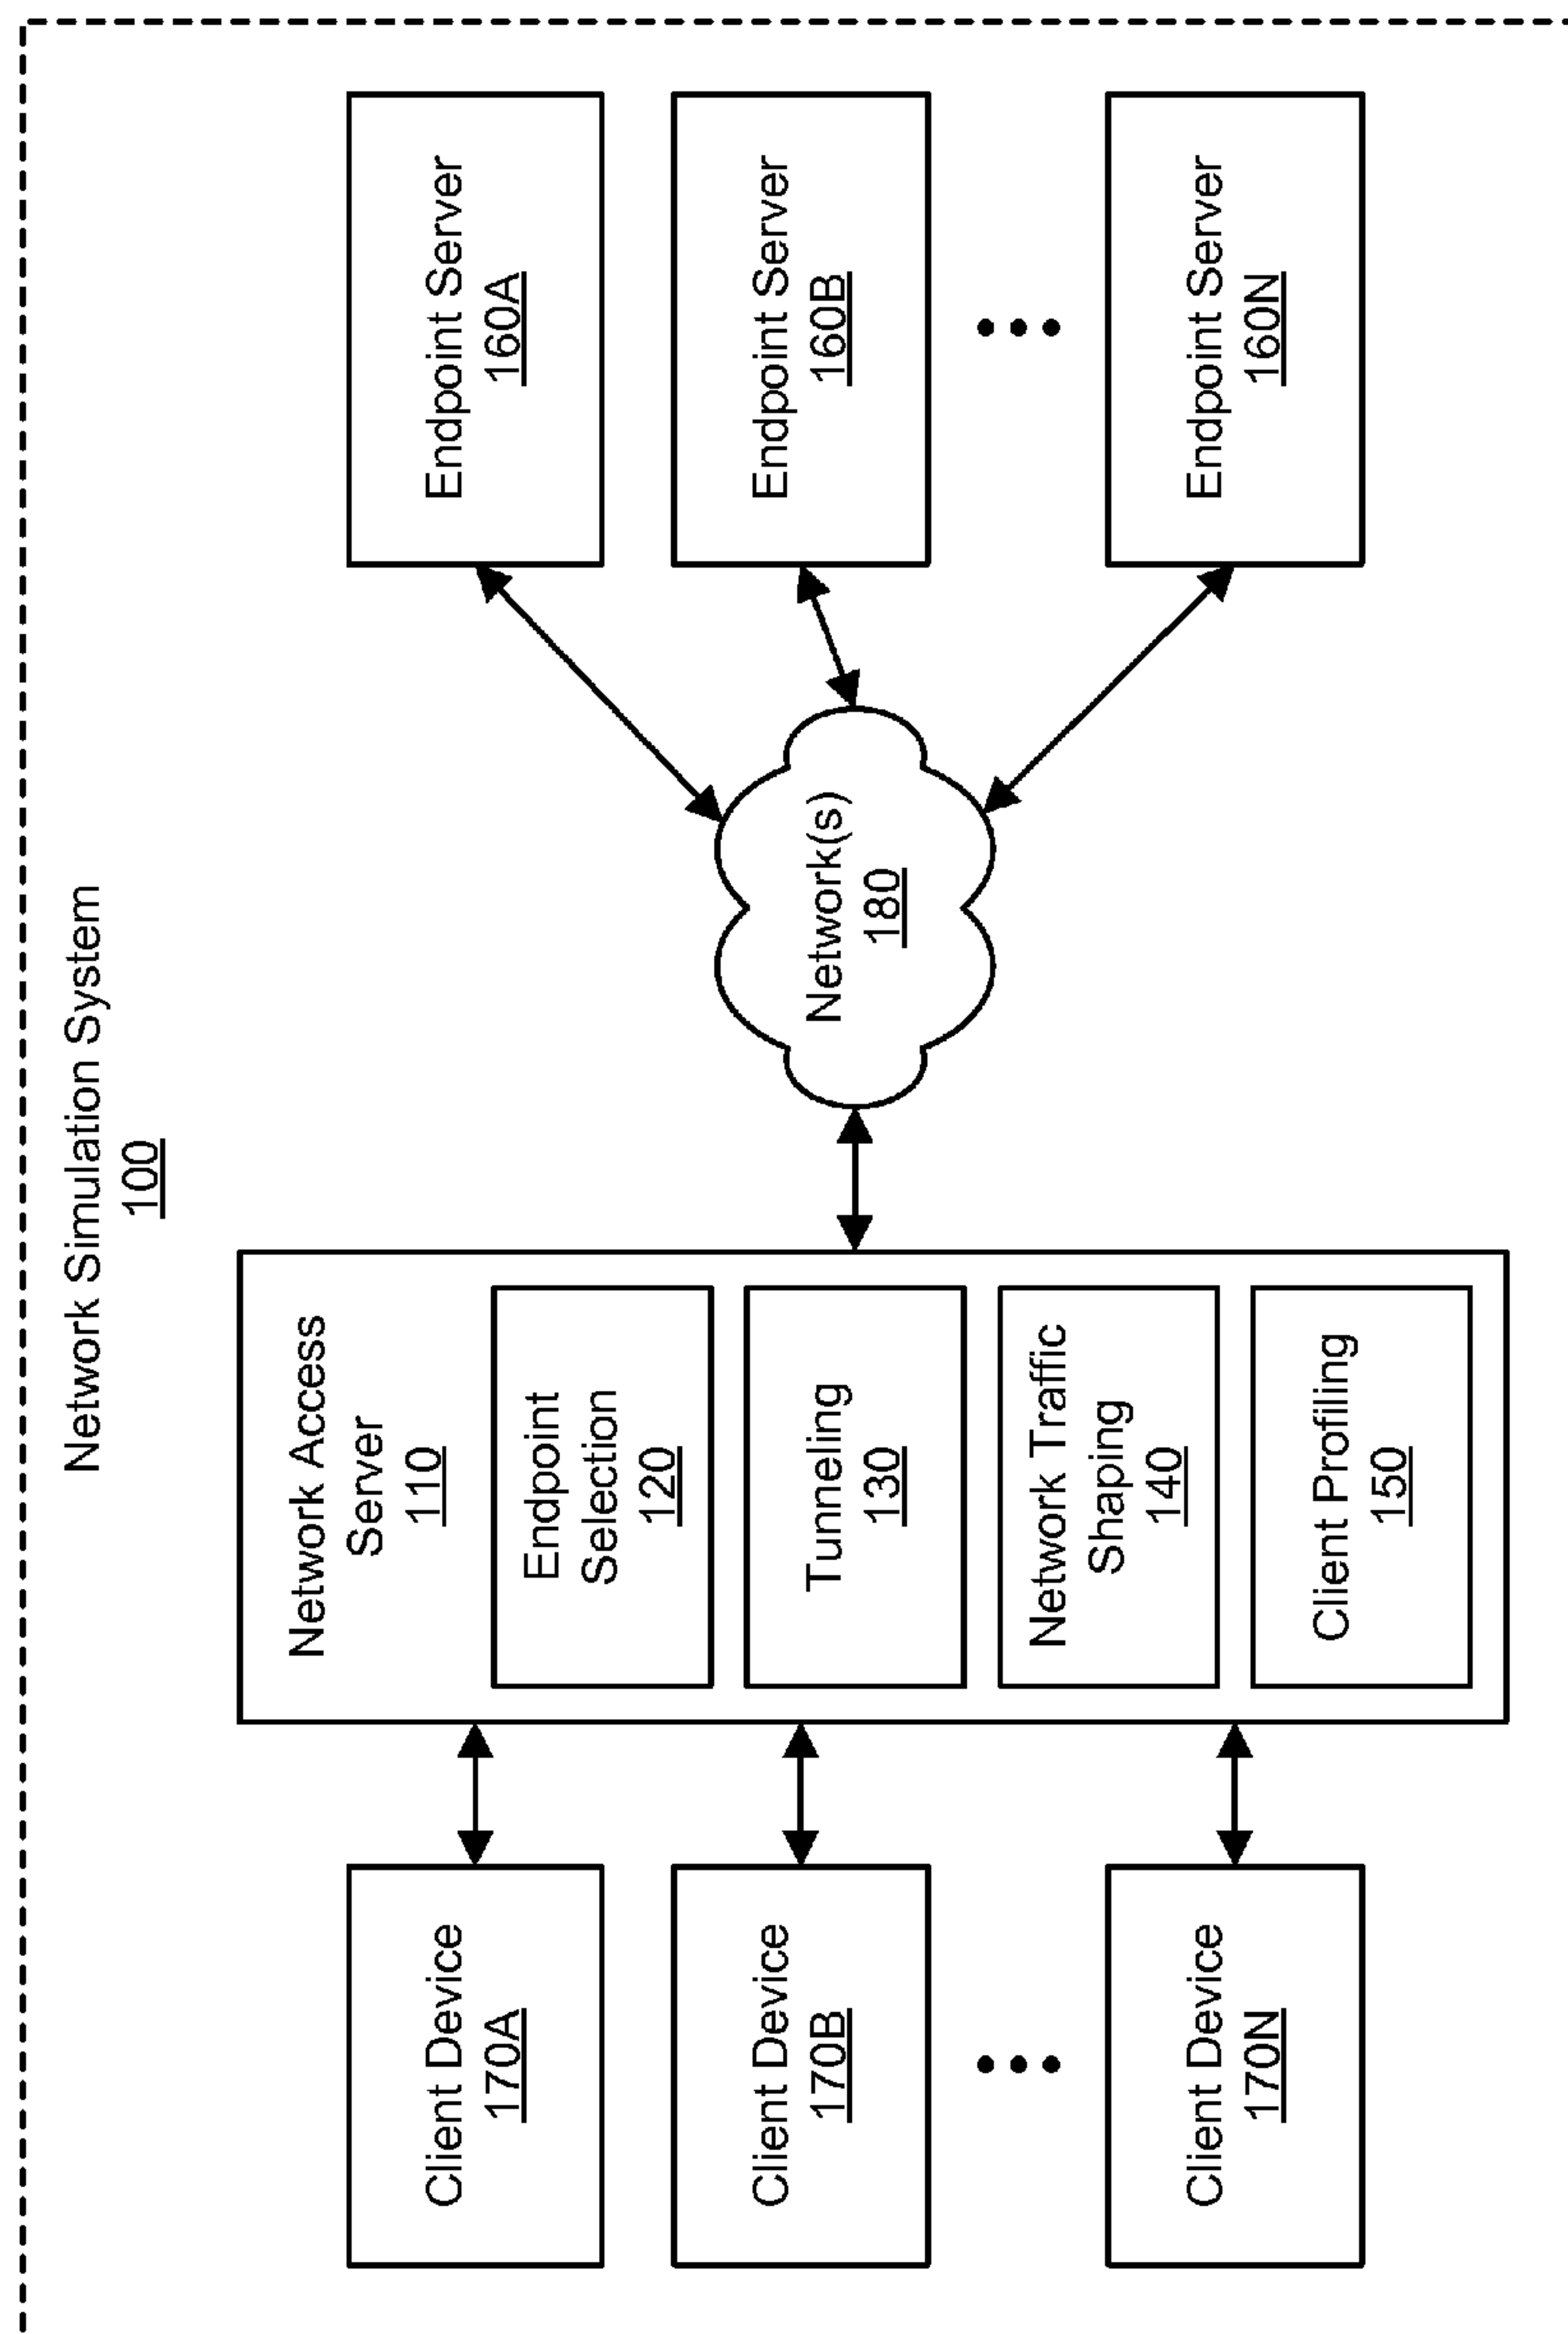 Network Simulation System
100
Client Device
170A
Client Device
170B
Client Device
170N
Network Access
Server
110
Endpoint
Selection
120
Tunneling
130
Network Traffic
Shaping
140
Client Profiling
150
Network(s)
180
Endpoint Server
160A
Endpoint Server
160B
Endpoint Server
160N